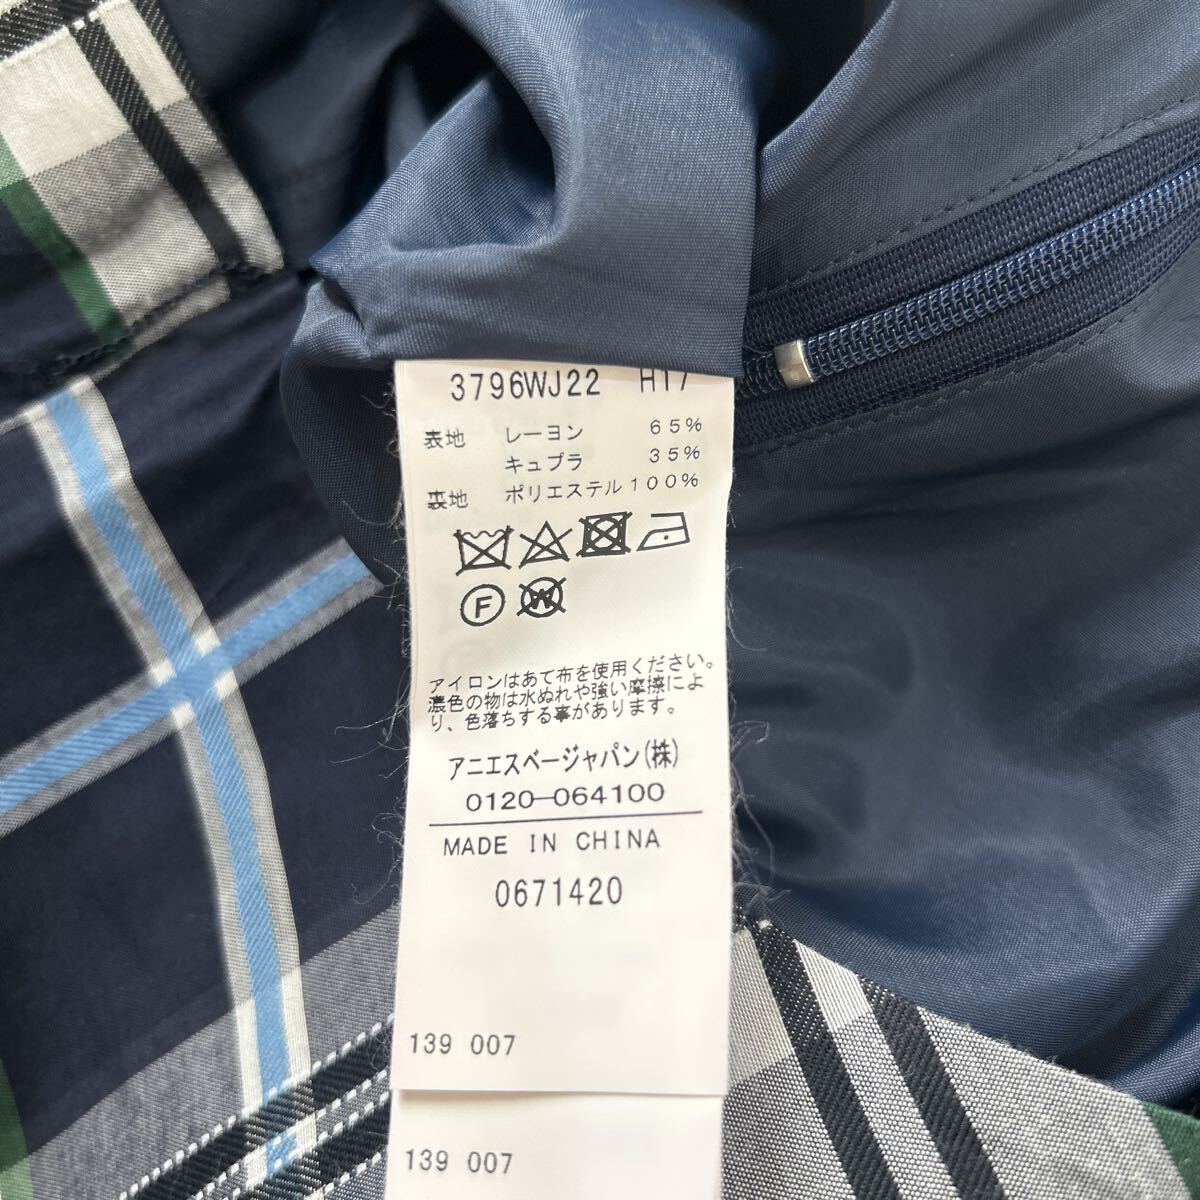 3796WJ22 H17
表地 レーヨン 65%
キュプラ 35%
裏地 ポリエステル 100%
F W
アイロンはあて布を使用ください。
濃色の物は水ぬれや強い摩擦によ
り、色落ちする事があります。
アニエスベージャパン(株)
0120-064100
MADE IN CHINA
0671420
139 007
139 007